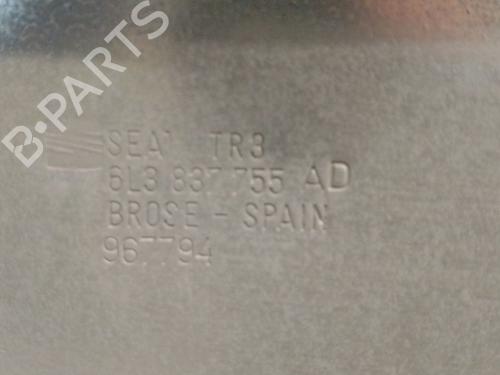 B-PARTS
SEAT TR3
6L3 837 755 AD
BROSE - SPAIN
967794